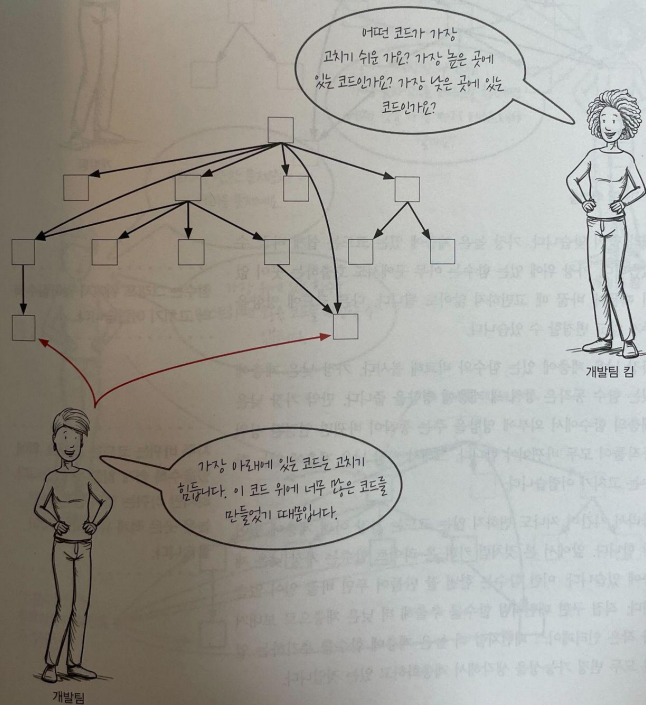 어떤 코드가 가장
고치기 쉬운 가요? 가장 높은 곳에
있는 코드인가요? 가장 낮은 곳에 있는
코드인가요?
개발팀 킴
가장 아래에 있는 코드는 고치기
힘듭니다. 이 코드 위에 너무 많은 코드를
만들었기 때문입니다.
개발팀